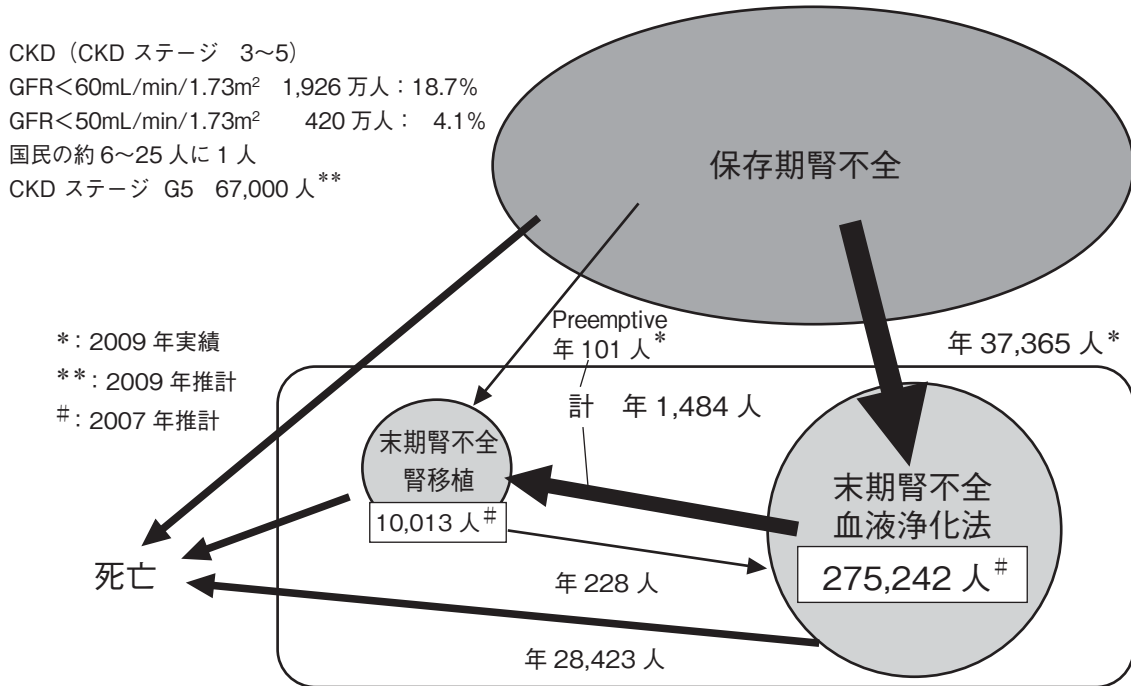 CKD（CKD ステージ　3〜5）
GFR＜60mL/min/1.73m²　1,926 万人：18.7%
GFR＜50mL/min/1.73m²　420 万人：　4.1%
国民の約 6〜25 人に 1 人
CKD ステージ G5　67,000 人**
保存期腎不全
*：2009 年実績
**：2009 年推計
#：2007 年推計
Preemptive
年 101 人*
年 37,365 人*
計　年 1,484 人
末期腎不全
腎移植
10,013 人#
末期腎不全
血液浄化法
275,242 人#
死亡
年 228 人
年 28,423 人